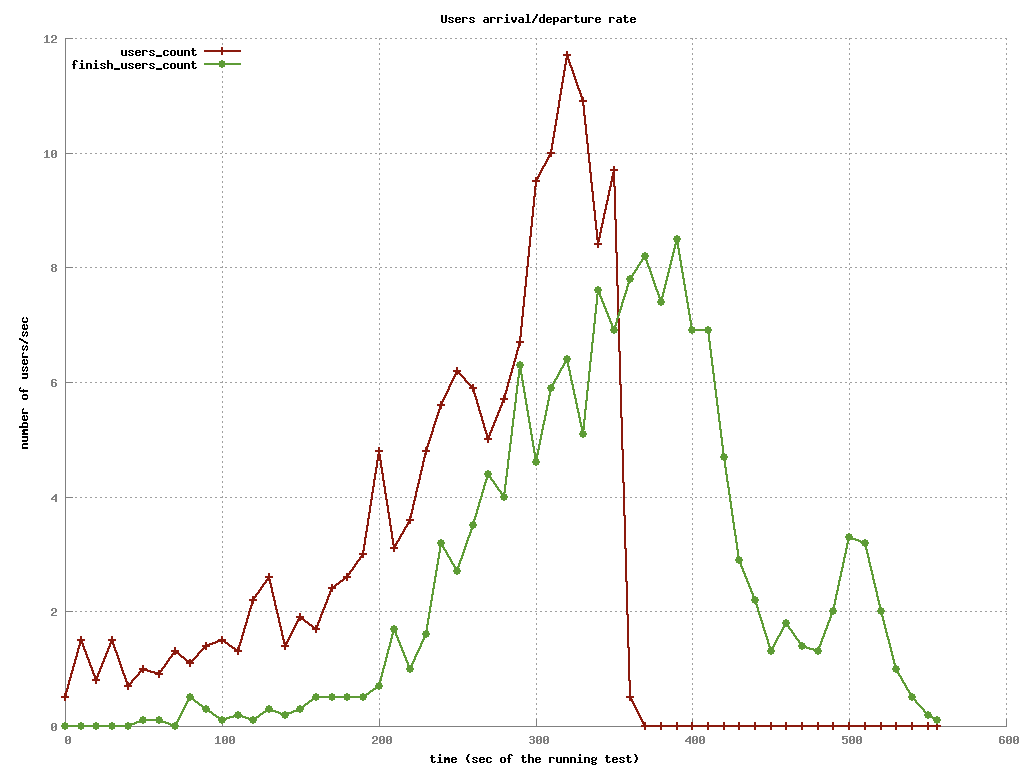 Users arrival/departure rate
users_count
finish_users_count
12
10
8
6
4
2
0
number of users/sec
0 100 200 300 400 500 600
time (sec of the running test)